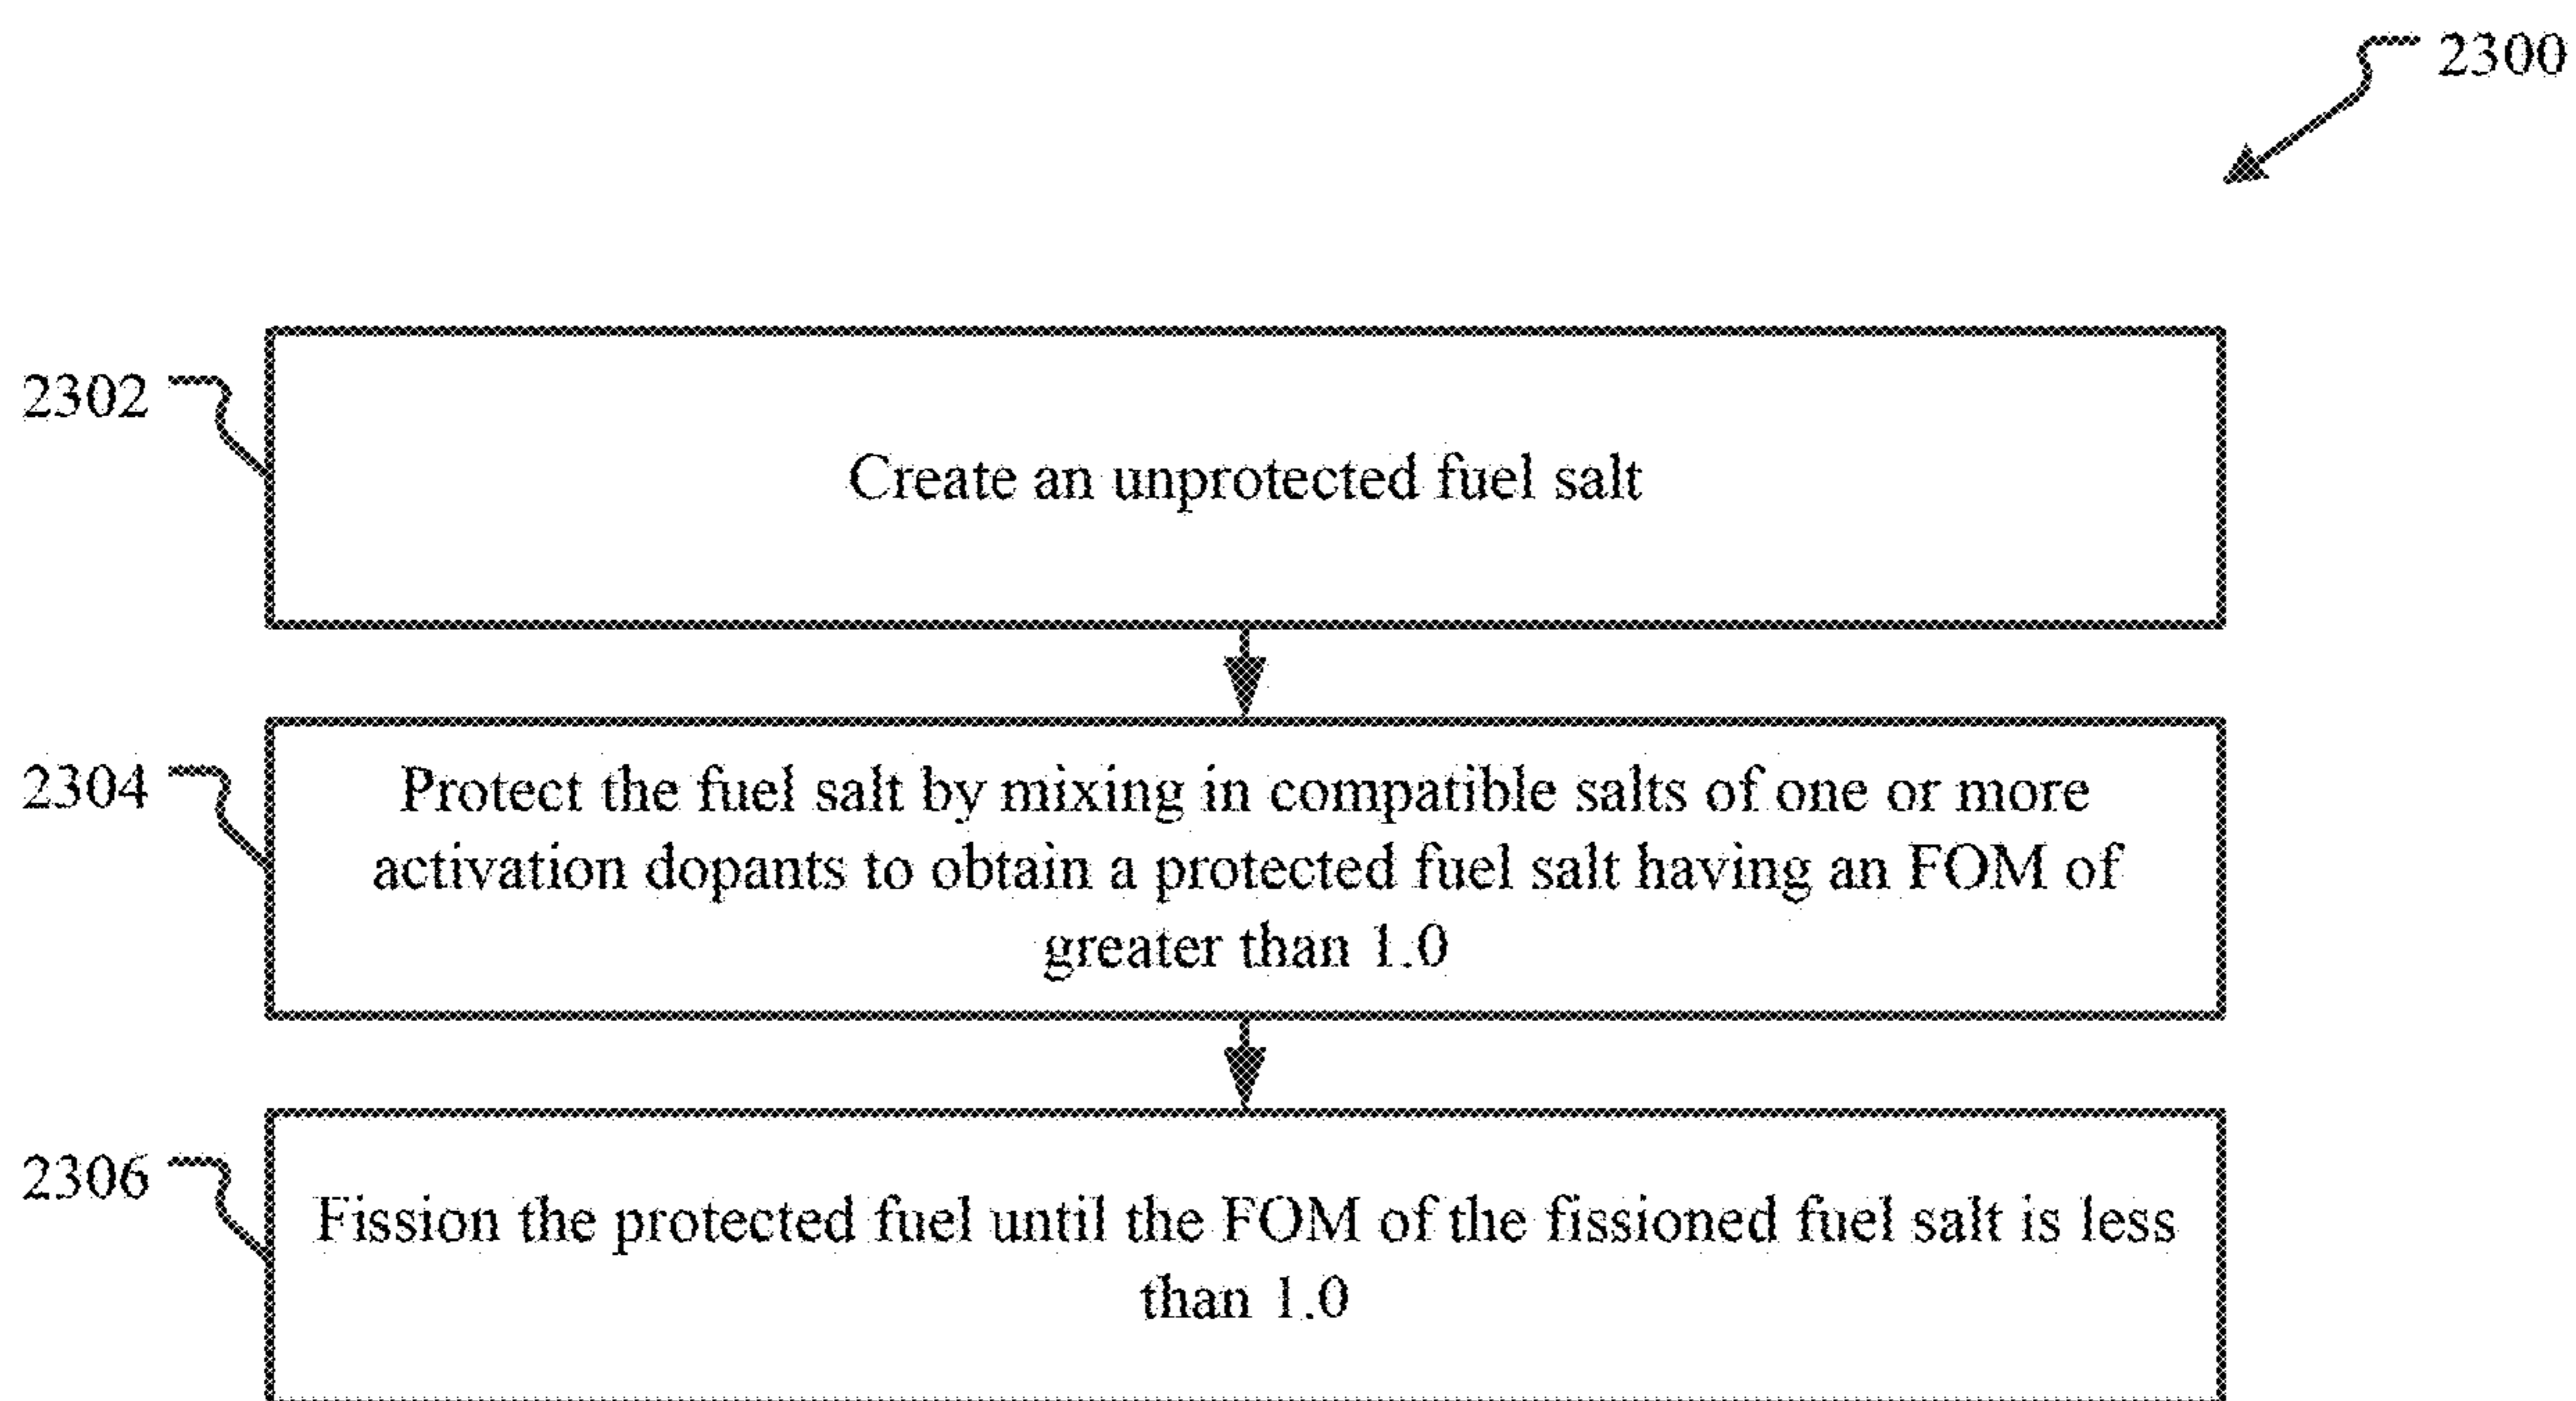 2300
2302
Create an unprotected fuel salt
2304
Protect the fuel salt by mixing in compatible salts of one or more
activation dopants to obtain a protected fuel salt having an FOM of
greater than 1.0
2306
Fission the protected fuel until the FOM of the fissioned fuel salt is less
than 1.0